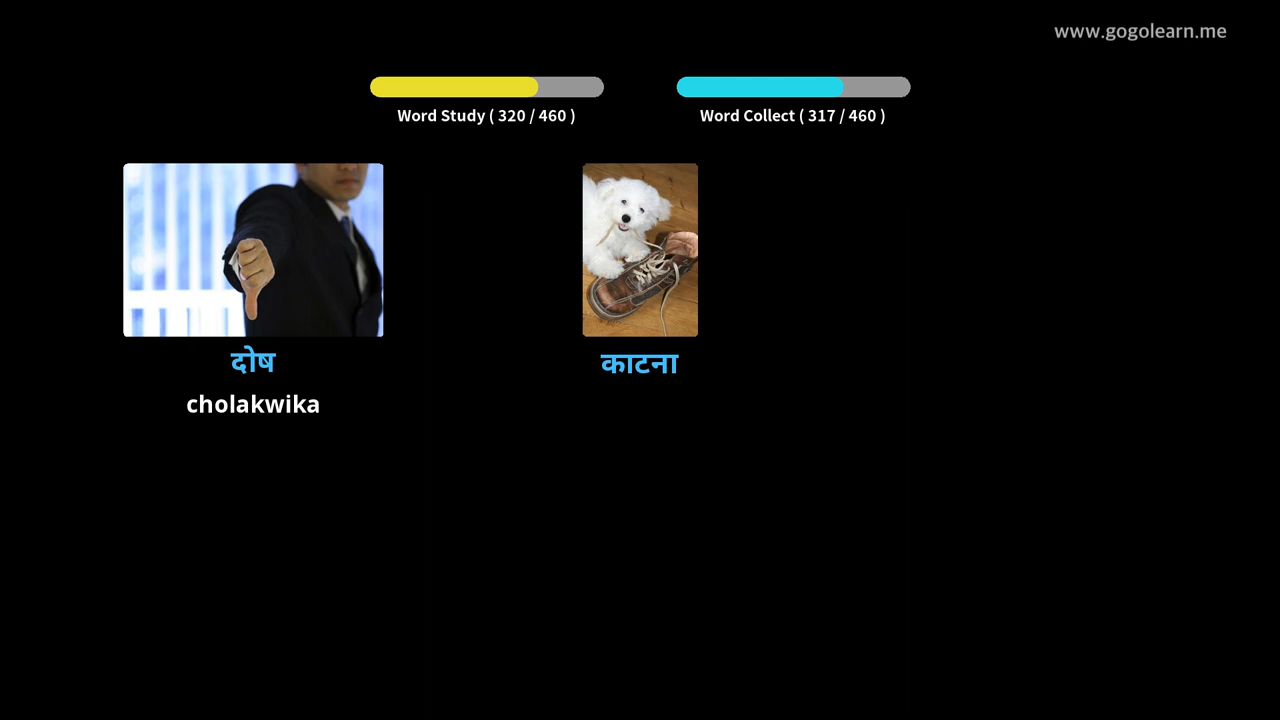 www.gogolearn.me
Word Study ( 320 / 460 )
Word Collect ( 317 / 460 )
दोष
काटना
cholakwika